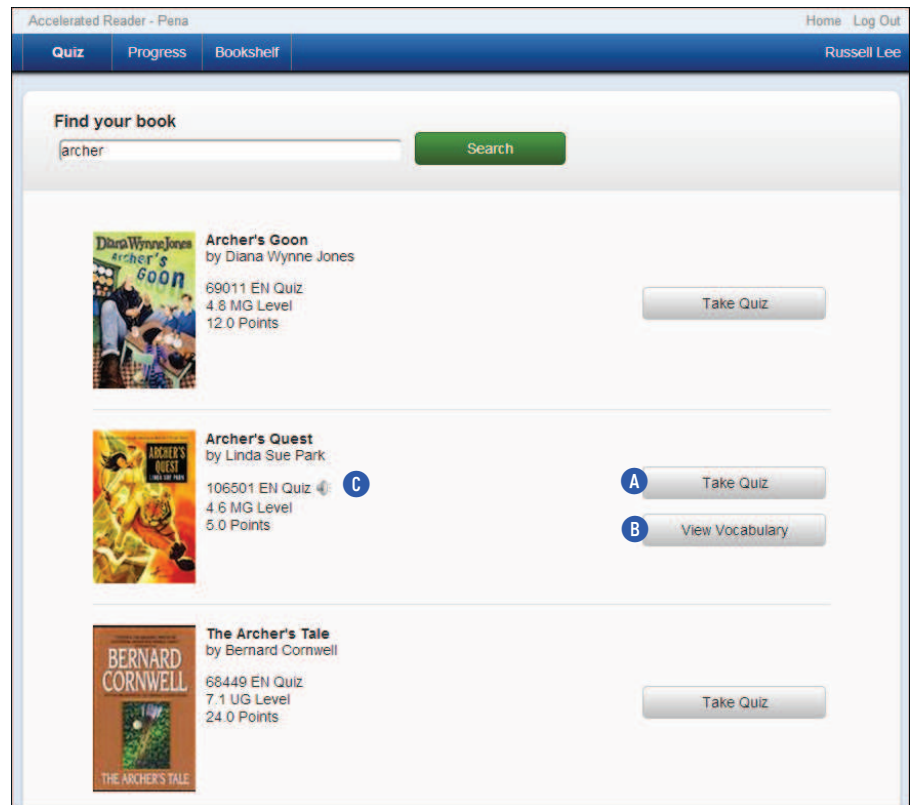 Accelerated Reader - Pena
Home Log Out
Quiz Progress Bookshelf
Russell Lee
Find your book
archer
Search
Diana Wynne Jones
Archer's
Goon
Archer's Goon
by Diana Wynne Jones
69011 EN Quiz
4.8 MG Level
12.0 Points
Take Quiz
ARCHER'S
QUEST
LINDA SUE PARK
Archer's Quest
by Linda Sue Park
106501 EN Quiz
C
4.6 MG Level
5.0 Points
A
Take Quiz
B
View Vocabulary
BERNARD
CORNWELL
THE ARCHER'S TALE
The Archer's Tale
by Bernard Cornwell
68449 EN Quiz
7.1 UG Level
24.0 Points
Take Quiz